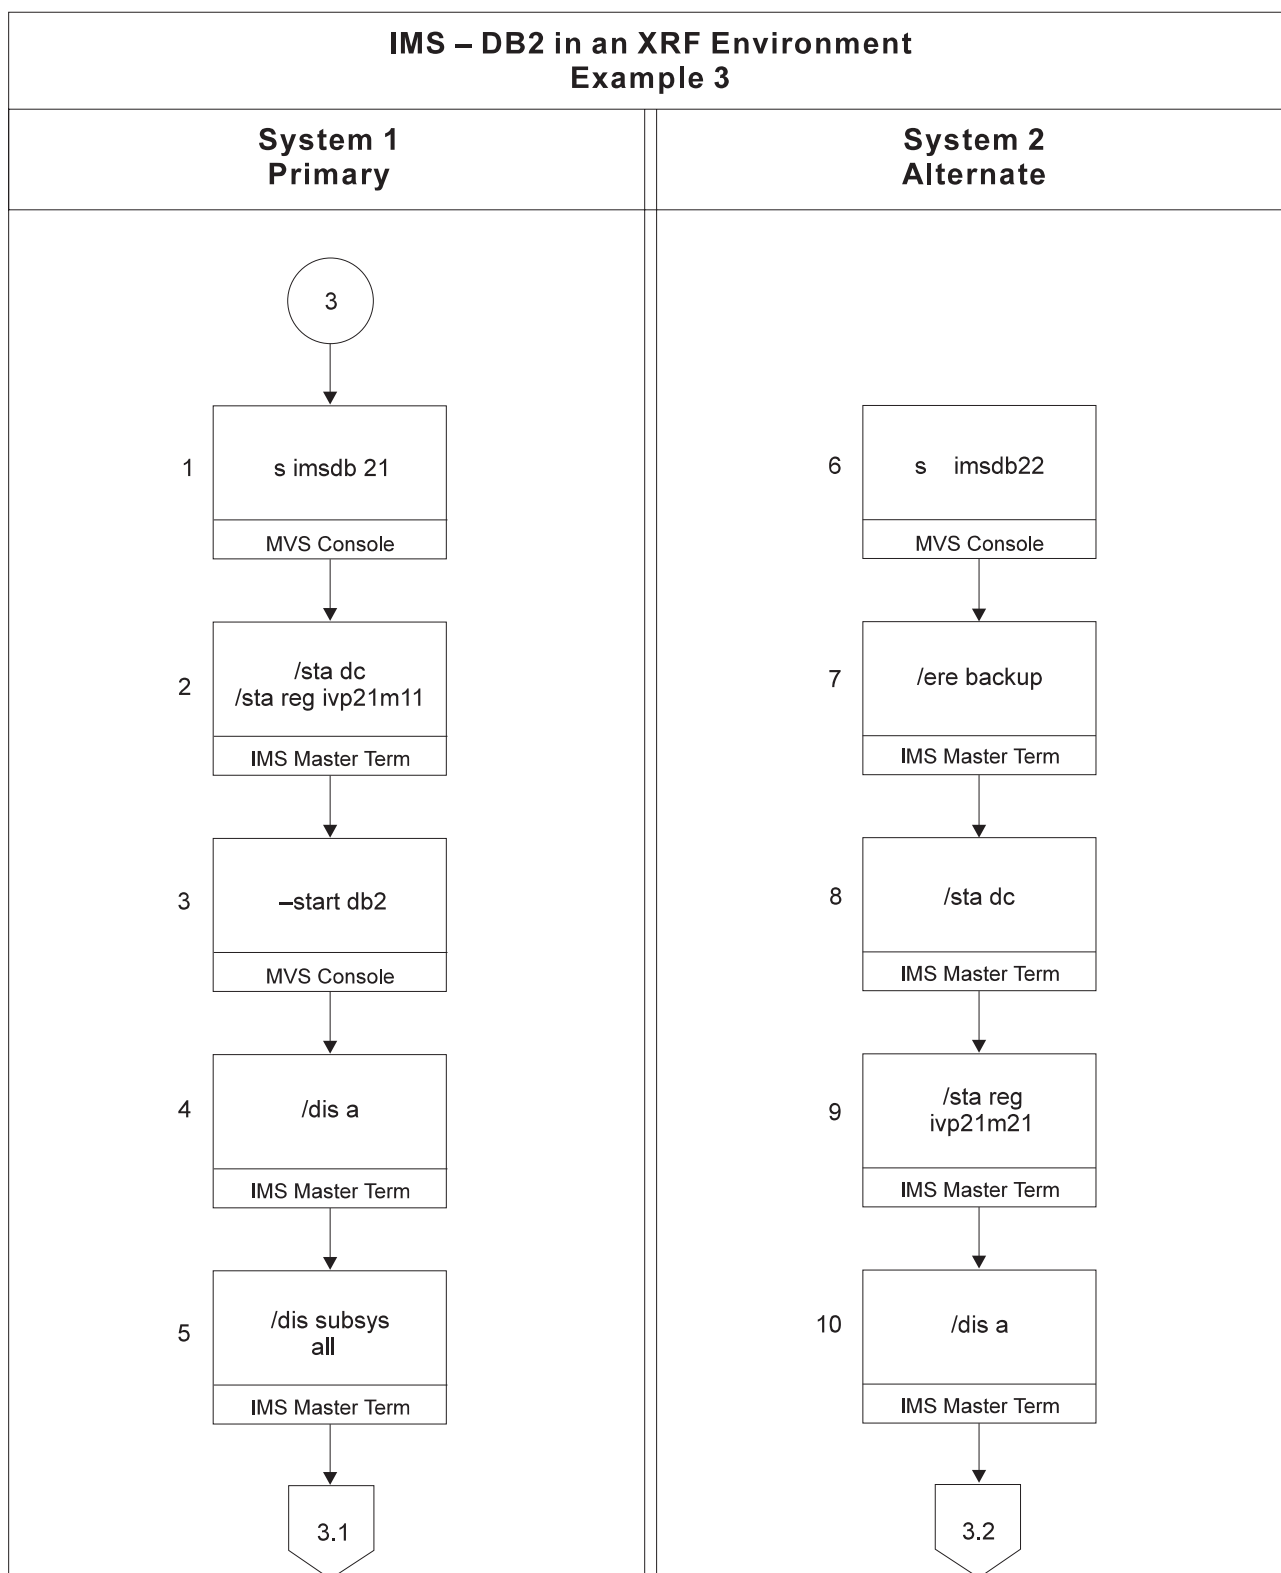 IMS – DB2 in an XRF Environment
Example 3
System 1
Primary
System 2
Alternate
3
1
s imsdb 21
MVS Console
2
/sta dc
/sta reg ivp21m11
IMS Master Term
3
–start db2
MVS Console
4
/dis a
IMS Master Term
5
/dis subsys
all
IMS Master Term
3.1
6
s imsdb22
MVS Console
7
/ere backup
IMS Master Term
8
/sta dc
IMS Master Term
9
/sta reg
ivp21m21
IMS Master Term
10
/dis a
IMS Master Term
3.2